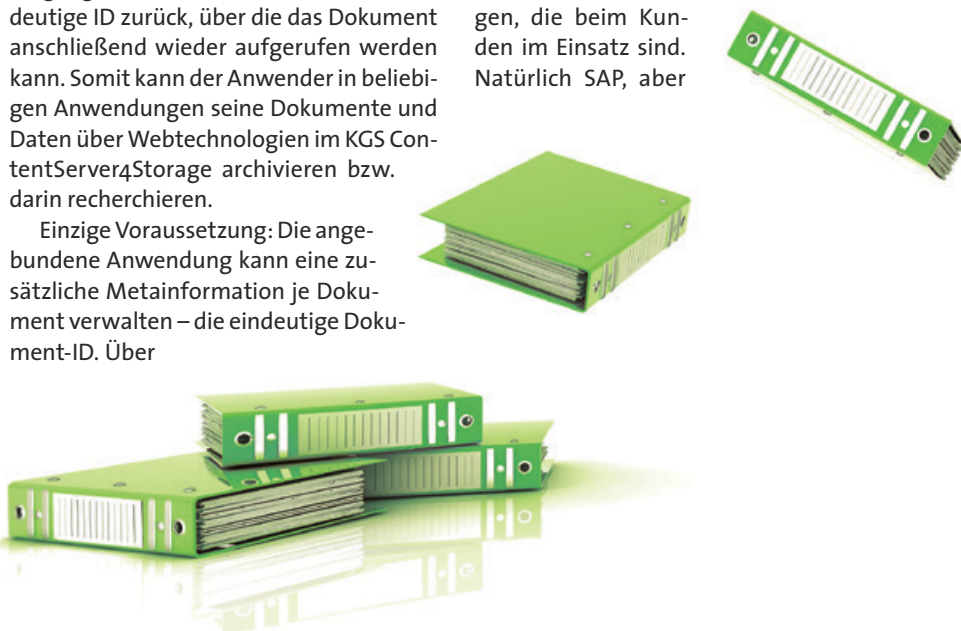 deutige ID zurück, über die das Dokument
anschließend wieder aufgerufen werden
kann. Somit kann der Anwender in beliebi-
gen Anwendungen seine Dokumente und
Daten über Webtechnologien im KGS Con-
tentServer4Storage archivieren bzw.
darin recherchieren.
Einzige Voraussetzung: Die ange-
bundene Anwendung kann eine zu-
sätzliche Metainformation je Doku-
ment verwalten – die eindeutige Doku-
ment-ID. Über
gen, die beim Kun-
den im Einsatz sind.
Natürlich SAP, aber